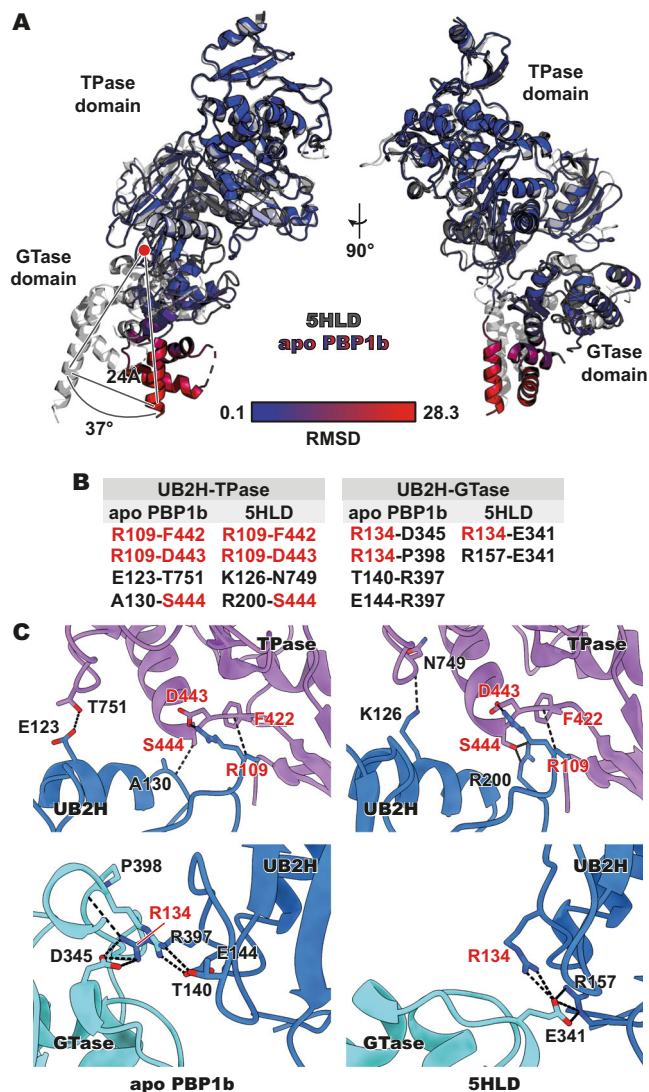 A
TPase
domain
TPase
domain
GTase
domain
90°
5HLD
apo PBP1b
GTase
domain
24Å
37°
0.1 28.3
RMSD
B
UB2H-TPase UB2H-GTase
apo PBP1b 5HLD apo PBP1b 5HLD
R109-F442 R109-F442 R134-D345 R134-E341
R109-D443 R109-D443 R134-P398 R157-E341
E123-T751 K126-N749 T140-R397
A130-S444 R200-S444 E144-R397
C
TPase
N749
TPase
D443
T751
E123
F422
S444
A130
R109
UB2H
D443
K126
F422
S444
R200
R109
UB2H
P398
UB2H
R134
R397
D345
E144
T140
GTase
apo PBP1b
UB2H
R134
R157
E341
GTase
5HLD